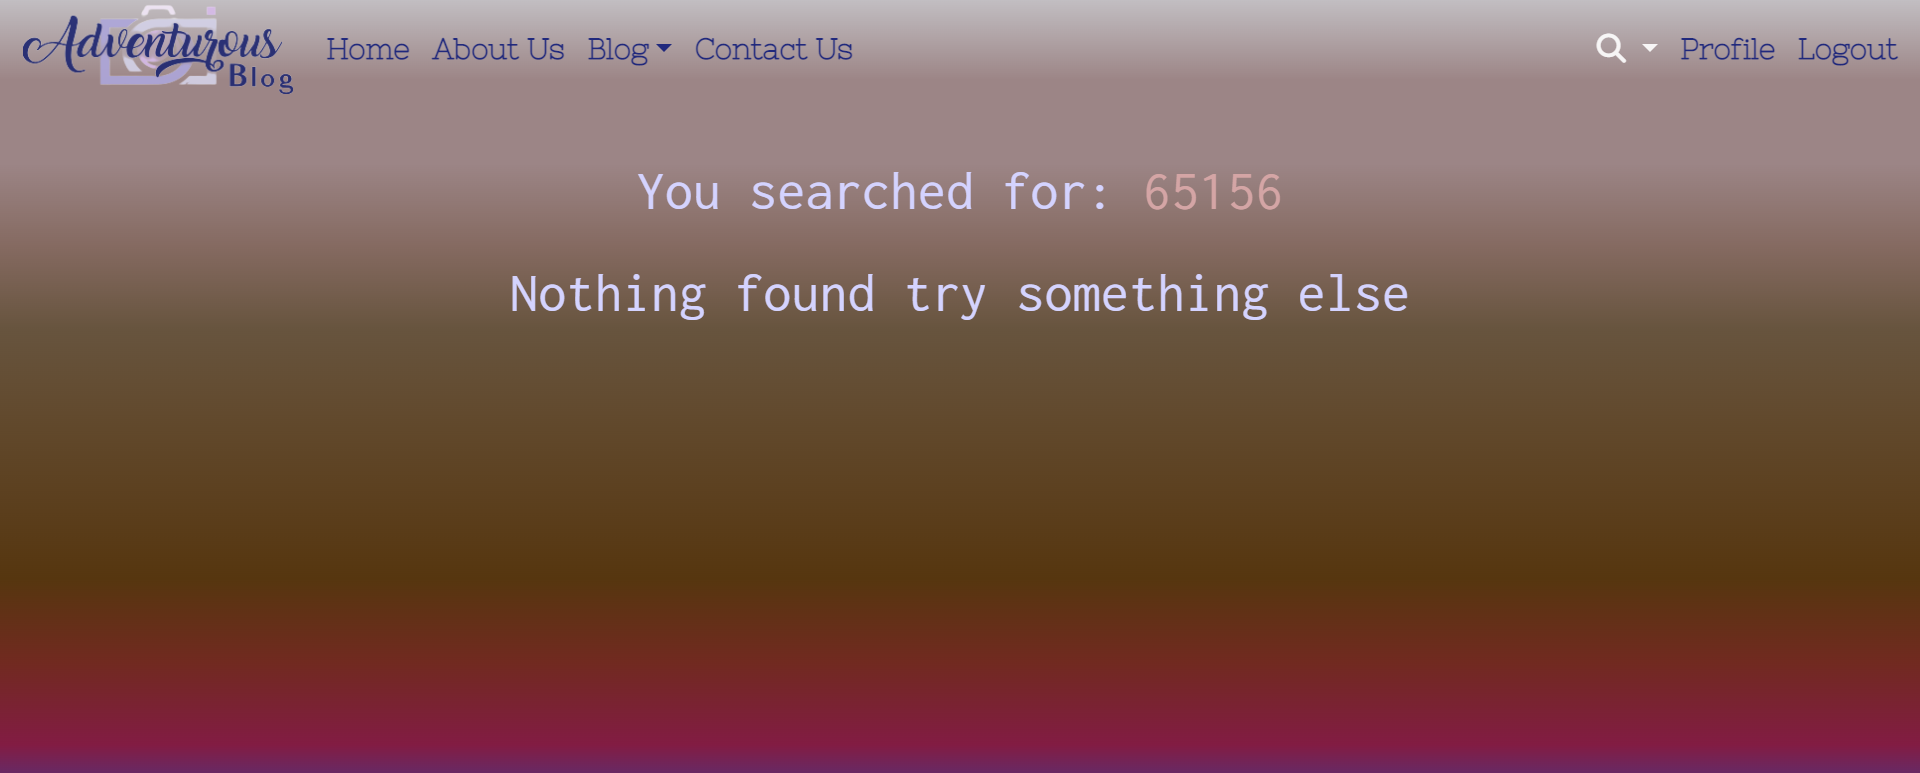 Adventurous
Blog
Home About Us Blog Contact Us Profile Logout
You searched for: 65156
Nothing found try something else